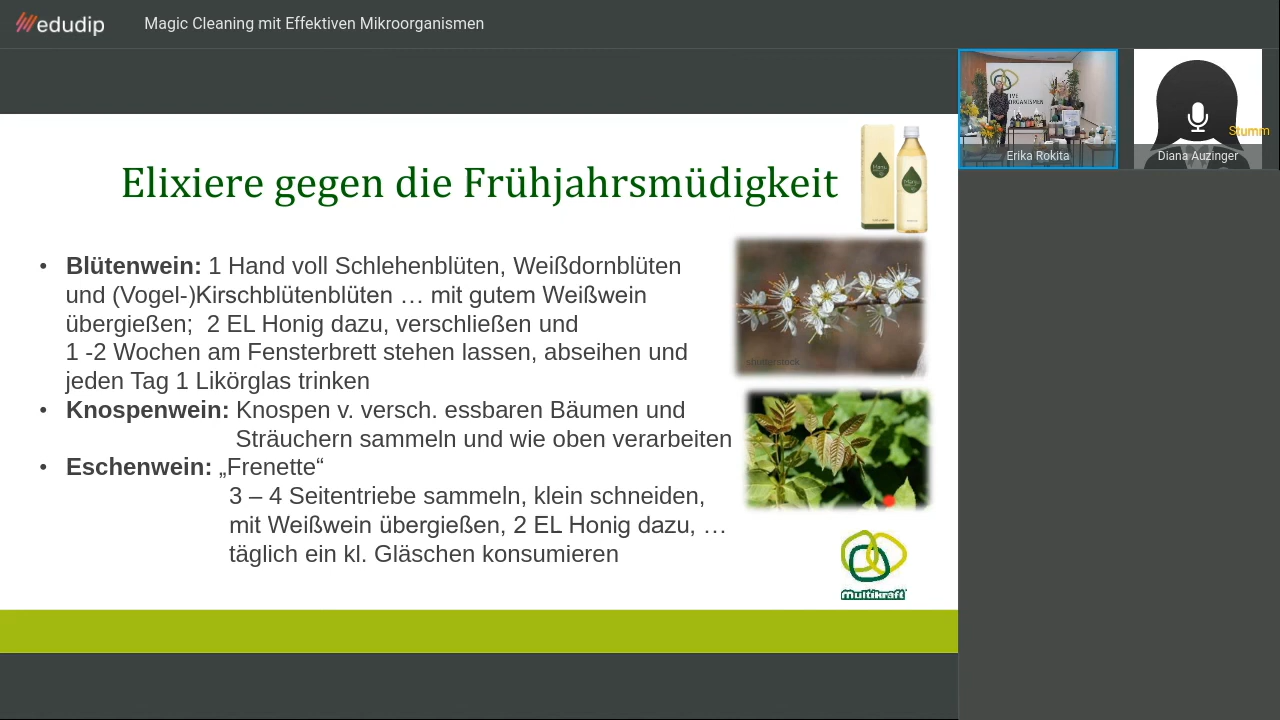 edudip
Magic Cleaning mit Effektiven Mikroorganismen
Elixiere gegen die Frühjahrsmüdigkeit
• Blütenwein: 1 Hand voll Schlehenblüten, Weißdornblüten
und (Vogel-)Kirschblütenblüten … mit gutem Weißwein
übergießen;  2 EL Honig dazu, verschließen und
1 -2 Wochen am Fensterbrett stehen lassen, abseihen und
jeden Tag 1 Likörglas trinken
• Knospenwein: Knospen v. versch. essbaren Bäumen und
Sträuchern sammeln und wie oben verarbeiten
• Eschenwein: „Frenette“
3 – 4 Seitentriebe sammeln, klein schneiden,
mit Weißwein übergießen, 2 EL Honig dazu, …
täglich ein kl. Gläschen konsumieren
shutterstock
multikraft
Erika Rokita
Stumm
Diana Auzinger